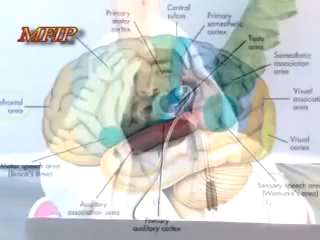 MFIP
Primary
motor
cortex
Central
sulcus
Primary
somesthetic
cortex
Taste
area
Somesthetic
association
area
Visual
association
area
Visual
cortex
Sensory speech area
(Wernicke's area)
Primary
auditory cortex
Auditory
association area
Motor speech area
(Broca's area)
prefrontal
area